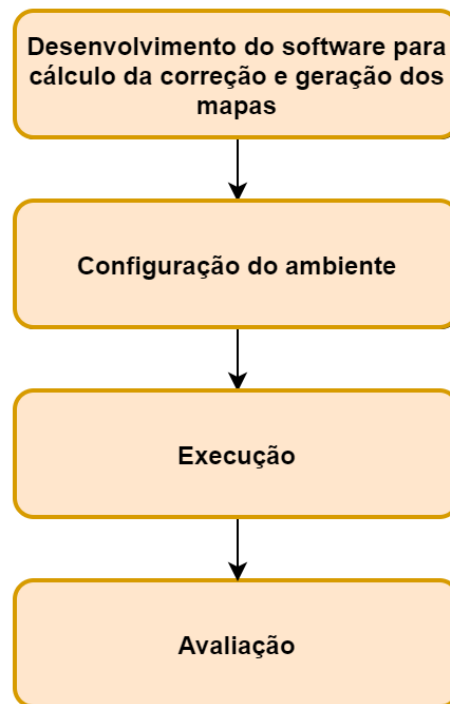 Desenvolvimento do software para
cálculo da correção e geração dos
mapas
Configuração do ambiente
Execução
Avaliação